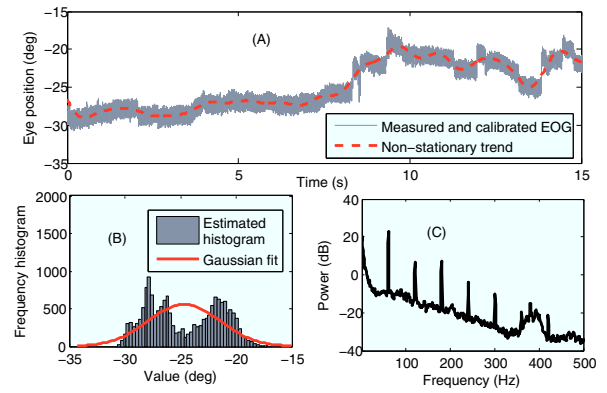 (A)
Eye position (deg)
−15
−20
−25
−30
−35
0
5
10
15
Time (s)
Measured and calibrated EOG
Non−stationary trend
(B)
Frequency histogram
2000
1500
1000
500
0
−35
−30
−25
−20
−15
Value (deg)
Estimated
histogram
Gaussian fit
(C)
Power (dB)
40
20
0
−20
−40
100
200
300
400
500
Frequency (Hz)